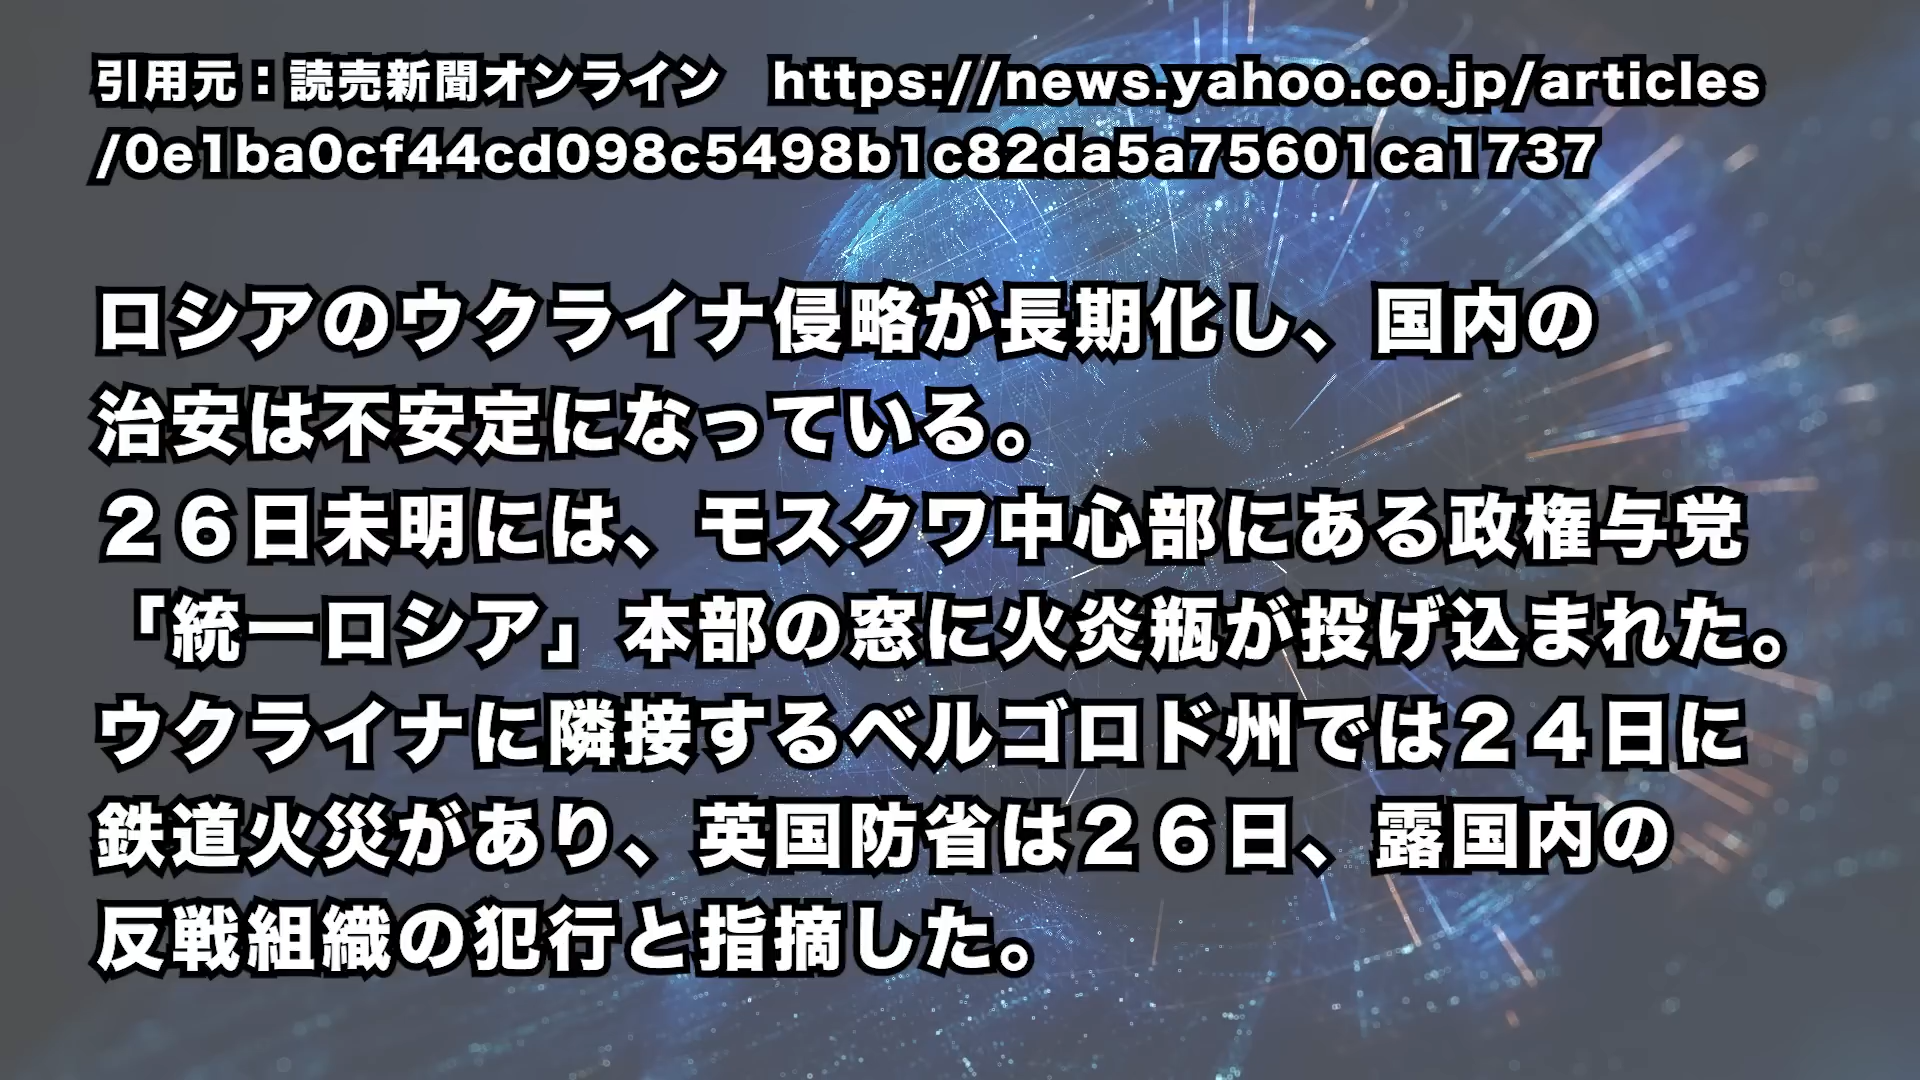 引用元：読売新聞オンライン　https://news.yahoo.co.jp/articles
/0e1ba0cf44cd098c5498b1c82da5a75601ca1737
ロシアのウクライナ侵略が長期化し、国内の
治安は不安定になっている。
２６日未明には、モスクワ中心部にある政権与党
「統一ロシア」本部の窓に火炎瓶が投げ込まれた。
ウクライナに隣接するベルゴロド州では２４日に
鉄道火災があり、英国防省は２６日、露国内の
反戦組織の犯行と指摘した。